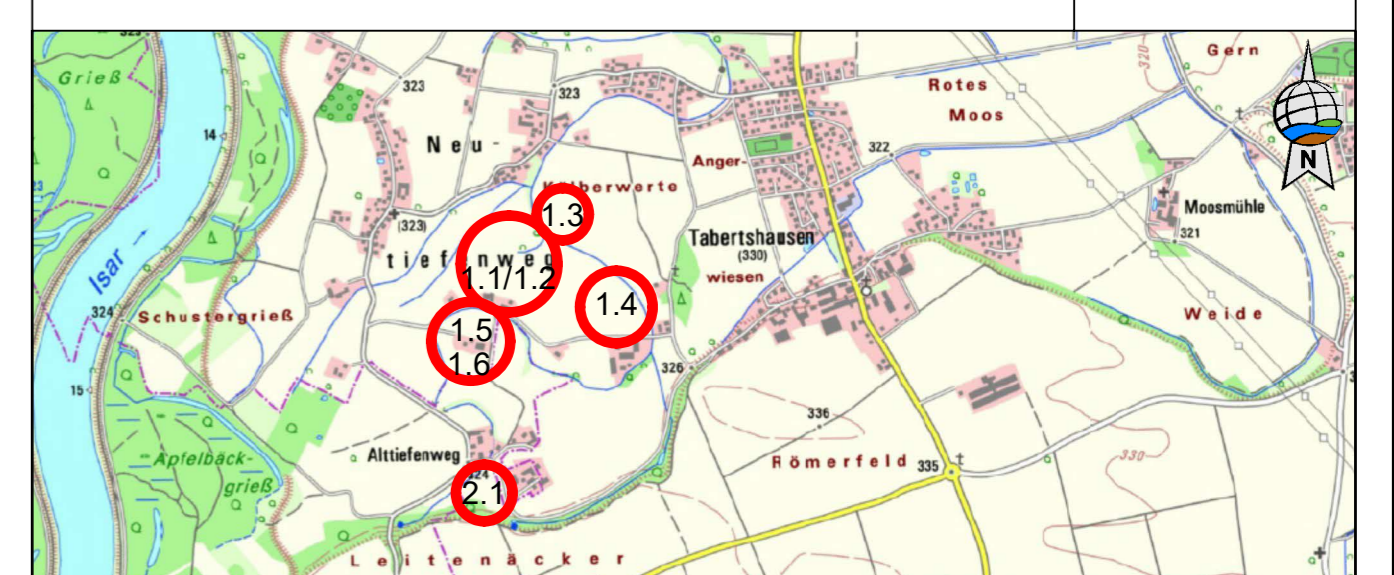 Gern
Grieß
323
323
Rotes
320
Moos
14
Neu-
322
N
Anger-
Kälberwerte
Moosmühle
1.3
(323)
Tabertshausen
321
(330)
tiefenweg
wiesen
1.1/1.2
Isar →
1.4
324
Schustergrieß
Weide
1.5
1.6
326
15
336
Apfelbäck-
grieß
Alttiefenweg
Römerfeld
335
330
324
2.1
Leitenäcker